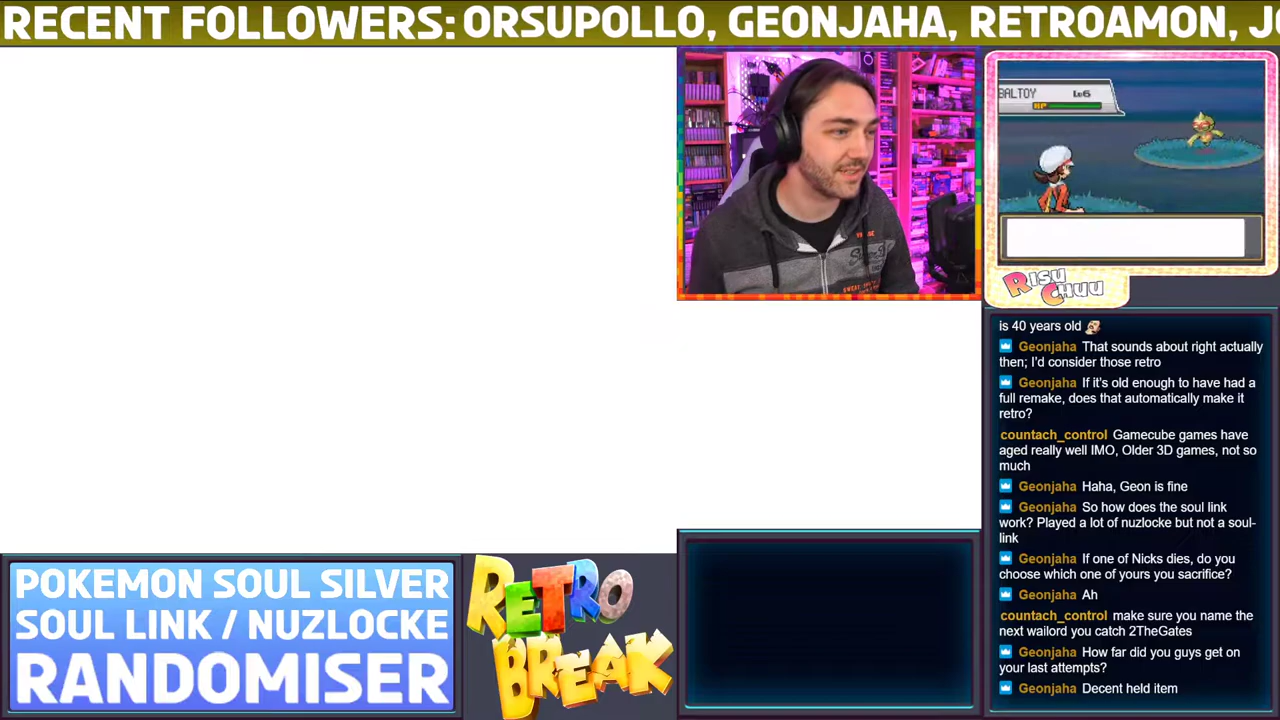 RECENT FOLLOWERS: ORSUPOLLO, GEONJAHA, RETROAMON, J
BALTOY Lv6
HP
RISU
CHUU
is 40 years old
Geonjaha That sounds about right actually
then; I'd consider those retro
Geonjaha If it's old enough to have had a
full remake, does that automatically make it
retro?
countach_control Gamecube games have
aged really well IMO, Older 3D games, not so
much
Geonjaha Haha, Geon is fine
Geonjaha So how does the soul link
work? Played a lot of nuzlocke but not a soul-
link
Geonjaha If one of Nicks dies, do you
choose which one of yours you sacrifice?
Geonjaha Ah
countach_control make sure you name the
next wailord you catch 2TheGates
Geonjaha How far did you guys get on
your last attempts?
Geonjaha Decent held item
POKEMON SOUL SILVER
SOUL LINK / NUZLOCKE
RANDOMISER
RETRO
BREAK